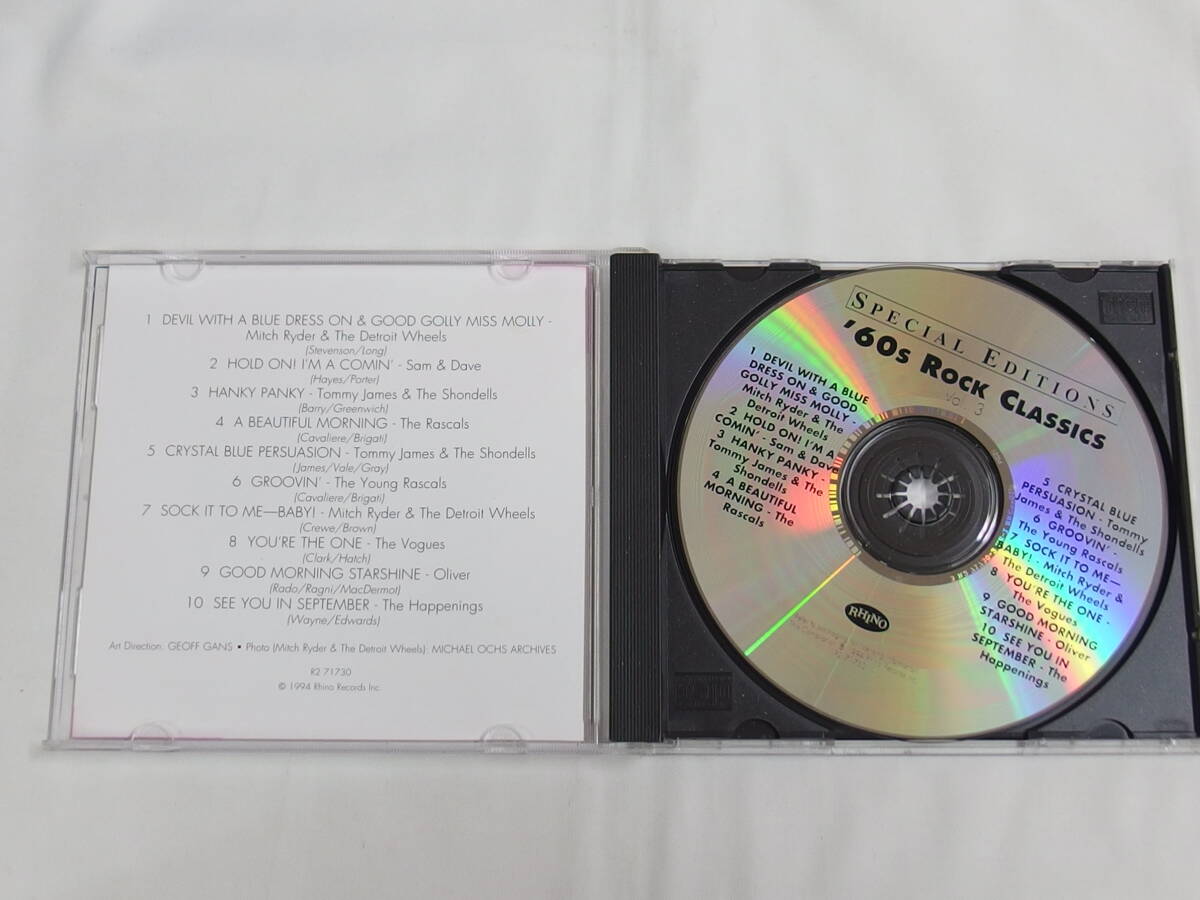 1 DEVIL WITH A BLUE DRESS ON & GOOD GOLLY MISS MOLLY -
Mitch Ryder & The Detroit Wheels
(Stevenson/Long)
2 HOLD ON! I'M A COMIN' - Sam & Dave
(Hayes/Porter)
3 HANKY PANKY - Tommy James & The Shondells
(Barry/Greenwich)
4 A BEAUTIFUL MORNING - The Rascals
(Cavaliere/Brigati)
5 CRYSTAL BLUE PERSUASION - Tommy James & The Shondells
(James/Vale/Gray)
6 GROOVIN' - The Young Rascals
(Cavaliere/Brigati)
7 SOCK IT TO ME—BABY! - Mitch Ryder & The Detroit Wheels
(Crewe/Brown)
8 YOU'RE THE ONE - The Vogues
(Clark/Hatch)
9 GOOD MORNING STARSHINE - Oliver
(Rado/Ragni/MacDermot)
10 SEE YOU IN SEPTEMBER - The Happenings
(Wayne/Edwards)
Art Direction: GEOFF GANS • Photo (Mitch Ryder & The Detroit Wheels): MICHAEL OCHS ARCHIVES
R2 71730
© 1994 Rhino Records Inc.
SPECIAL EDITIONS
'60s ROCK CLASSICS
Vol. 3
1 DEVIL WITH A BLUE
DRESS ON & GOOD
GOLLY MISS MOLLY -
Mitch Ryder & The
Detroit Wheels
2 HOLD ON! I'M A
COMIN' - Sam & Dave
3 HANKY PANKY -
Tommy James & The
Shondells
4 A BEAUTIFUL
MORNING - The
Rascals
5 CRYSTAL BLUE
PERSUASION - Tommy
James & The Shondells
6 GROOVIN' -
The Young Rascals
7 SOCK IT TO ME—
BABY! - Mitch Ryder &
The Detroit Wheels
8 YOU'RE THE ONE -
The Vogues
9 GOOD MORNING
STARSHINE - Oliver
10 SEE YOU IN
SEPTEMBER - The
Happenings
RHINO